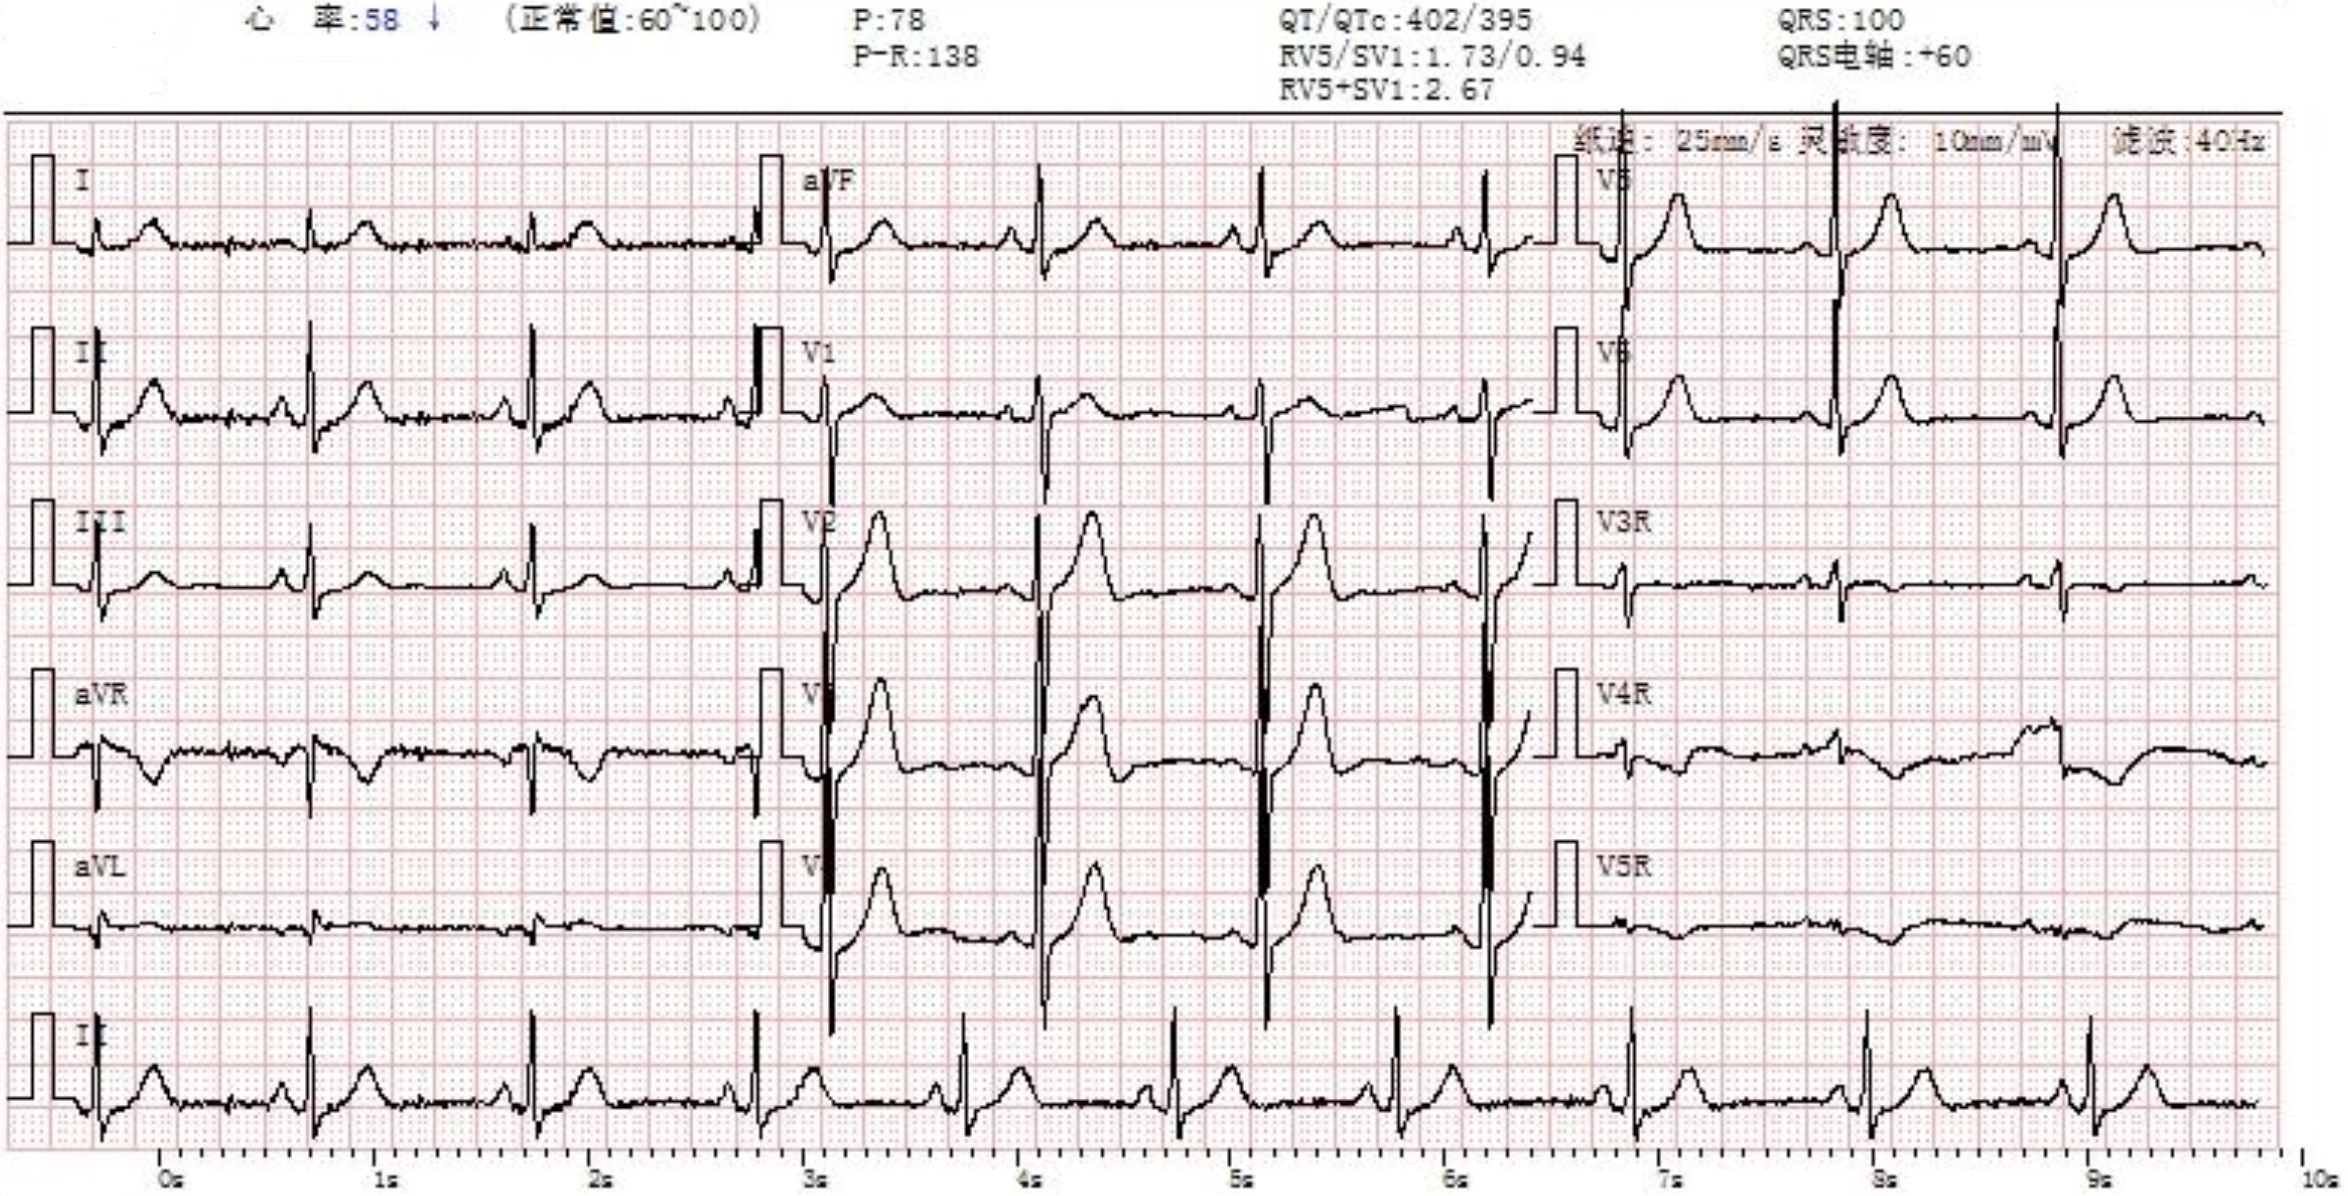 心 率:58 ↓ (正常值:60~100) P:78 QT/QTc:402/395 QRS:100
P-R:138 RV5/SV1:1.73/0.94 QRS电轴:+60
RV5+SV1:2.67
纸速: 25mm/s 灵敏度: 10mm/mV 滤波:40Hz
I aVF V5
II V1 V6
III V2 V3R
aVR V4R
aVL V5R
II
0s 1s 2s 3s 4s 5s 6s 7s 8s 9s 10s